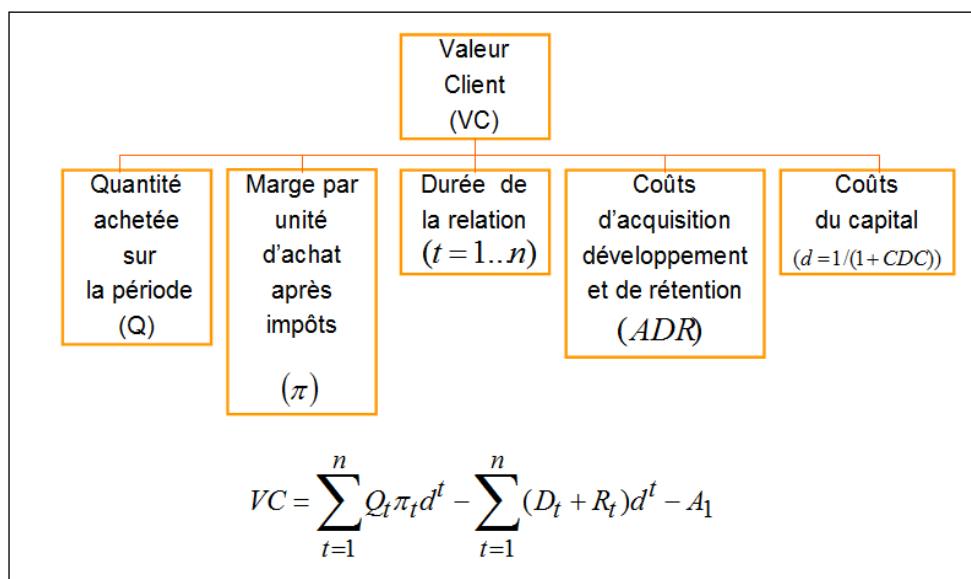 Valeur
Client
(VC)
Quantité
achetée
sur
la période
(Q)
Marge par
unité
d'achat
après
impôts
(π)
Durée de
la relation
(t = 1...n)
Coûts
d'acquisition
développement
et de rétention
(ADR)
Coûts
du capital
(d = 1/(1 + CDC))
VC = ∑_{t=1}^{n} Q_t π_t d^t − ∑_{t=1}^{n} (D_t + R_t) d^t − A_1